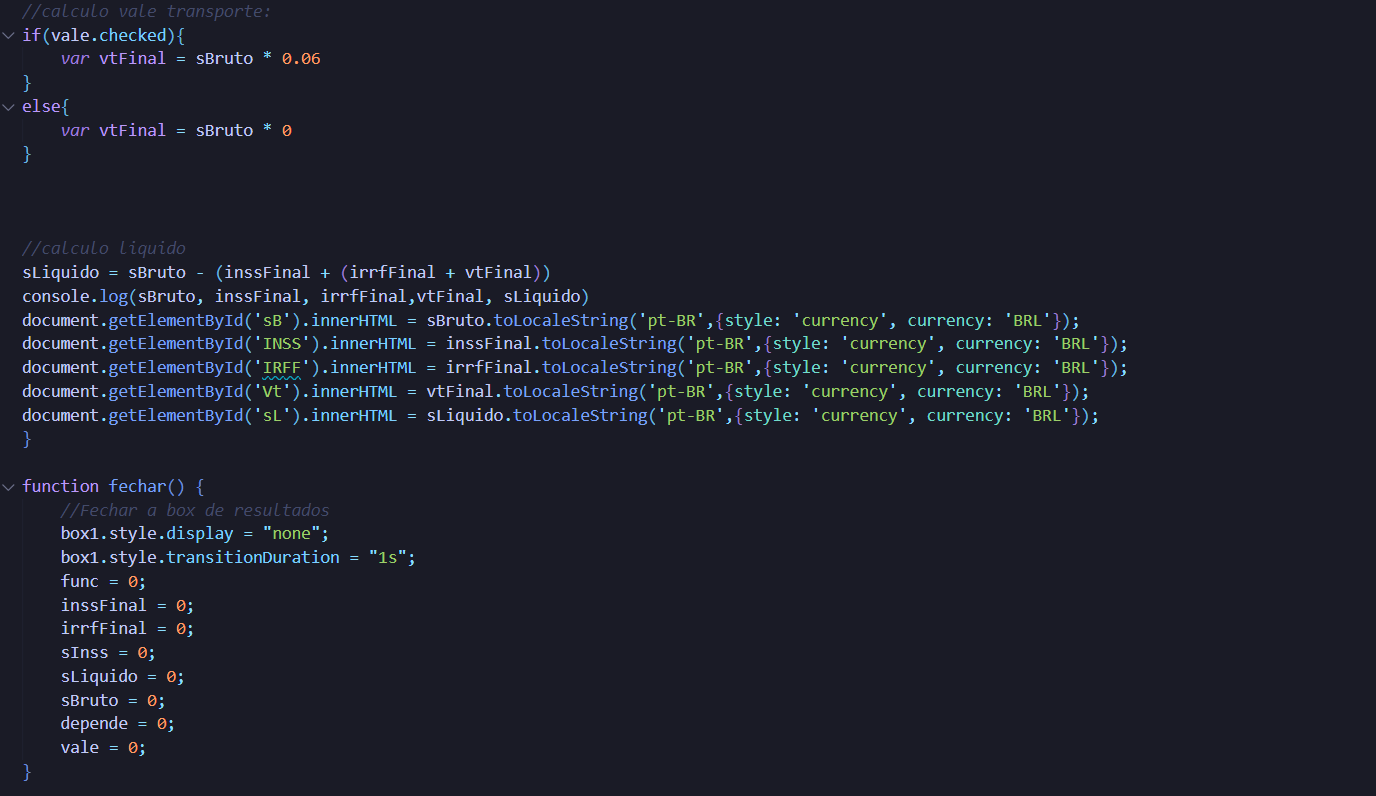 //calculo vale transporte:
if(vale.checked){
    var vtFinal = sBruto * 0.06
}
else{
    var vtFinal = sBruto * 0
}
//calculo liquido
sLiquido = sBruto - (inssFinal + (irrfFinal + vtFinal))
console.log(sBruto, inssFinal, irrfFinal,vtFinal, sLiquido)
document.getElementById('sB').innerHTML = sBruto.toLocaleString('pt-BR',{style: 'currency', currency: 'BRL'});
document.getElementById('INSS').innerHTML = inssFinal.toLocaleString('pt-BR',{style: 'currency', currency: 'BRL'});
document.getElementById('IRFF').innerHTML = irrfFinal.toLocaleString('pt-BR',{style: 'currency', currency: 'BRL'});
document.getElementById('Vt').innerHTML = vtFinal.toLocaleString('pt-BR',{style: 'currency', currency: 'BRL'});
document.getElementById('sL').innerHTML = sLiquido.toLocaleString('pt-BR',{style: 'currency', currency: 'BRL'});
}
function fechar() {
    //Fechar a box de resultados
    box1.style.display = "none";
    box1.style.transitionDuration = "1s";
    func = 0;
    inssFinal = 0;
    irrfFinal = 0;
    sInss = 0;
    sLiquido = 0;
    sBruto = 0;
    depende = 0;
    vale = 0;
}